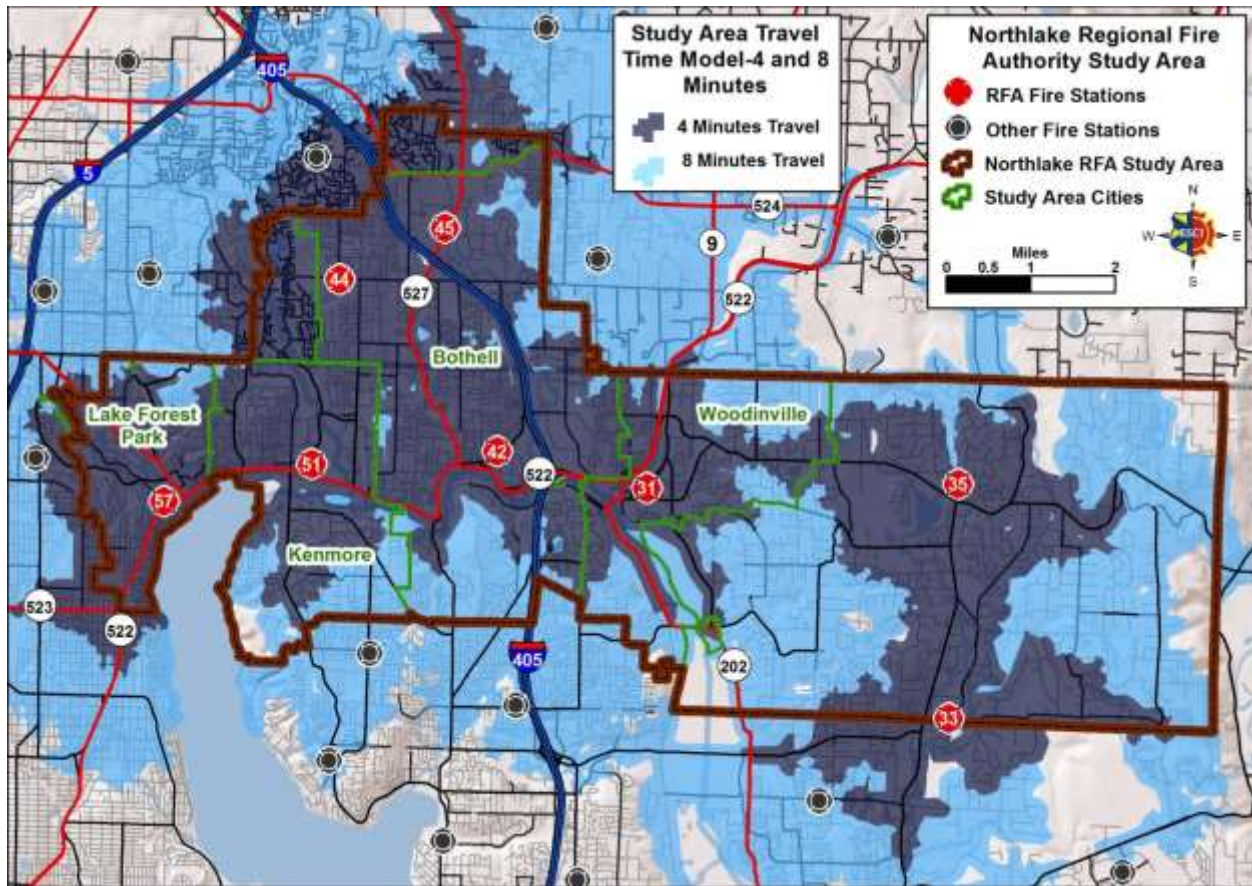 Study Area Travel
Time Model-4 and 8
Minutes
4 Minutes Travel
8 Minutes Travel
Northlake Regional Fire
Authority Study Area
RFA Fire Stations
Other Fire Stations
Northlake RFA Study Area
Study Area Cities
N
W
E
S
ESCI
Miles
0 0.5 1 2
405
5
524
9
45
44
527
522
Bothell
Lake Forest
Park
Woodinville
51
42
522
31
35
57
Kenmore
523
522
405
202
33